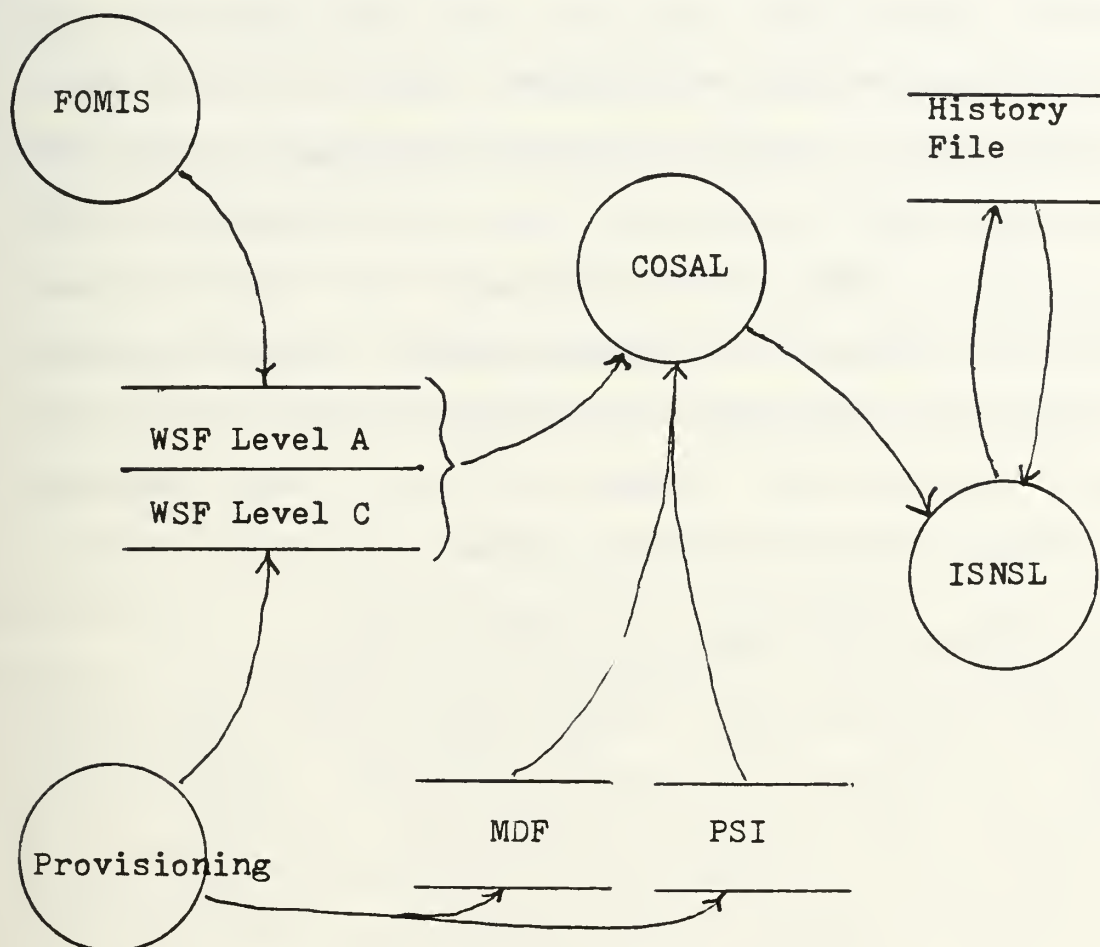 FOMIS
History
File
COSAL
WSF Level A
WSF Level C
ISNSL
MDF
PSI
Provisioning